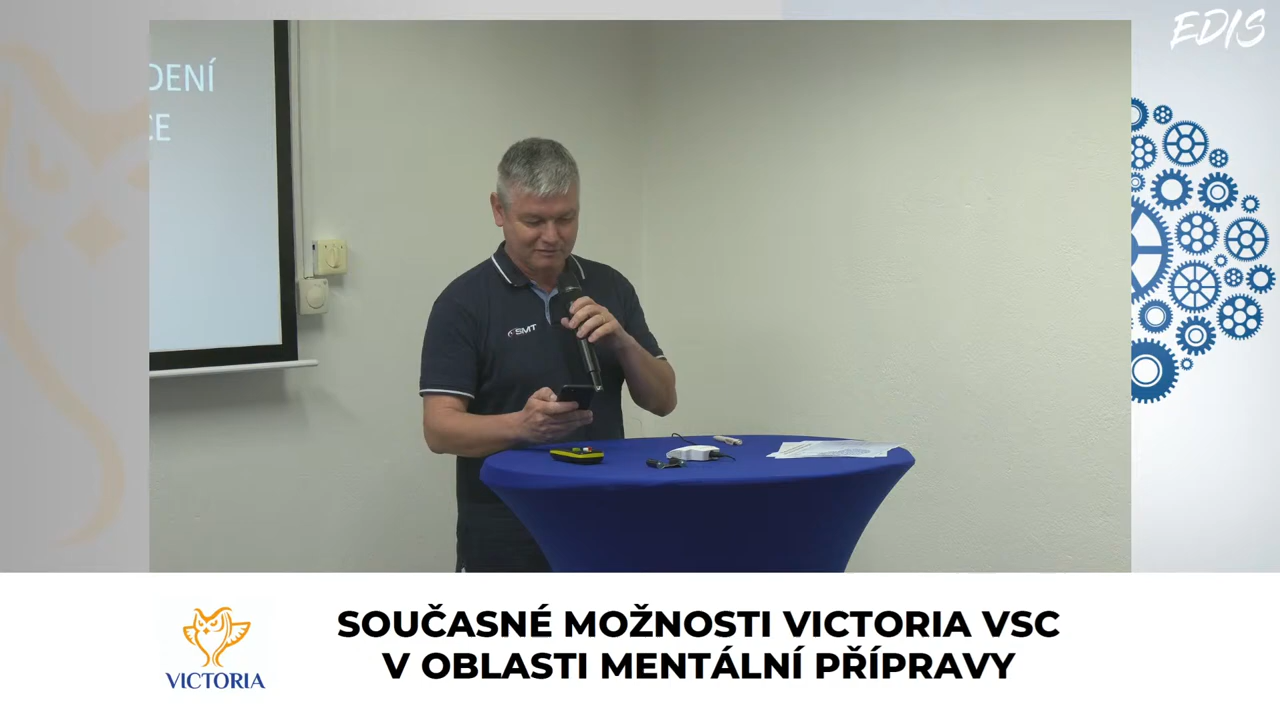 EDIS
DENÍ
CE
SMT
SOUČASNÉ MOŽNOSTI VICTORIA VSC
V OBLASTI MENTÁLNÍ PŘÍPRAVY
VICTORIA